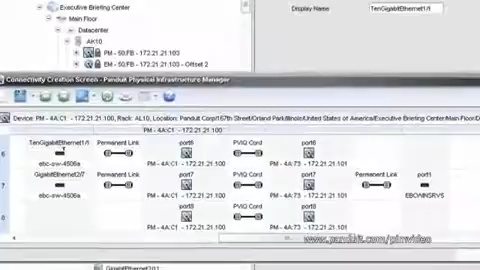 Executive Briefing Center
Display Name
TenGigabitEthernet1/1
Main Floor
Datacenter
AK10
PM - 50:FB - 172.21.21.103
EM - 50:FB - 172.21.21.103 - Offset 2
Connectivity Creation Screen - Panduit Physical Infrastructure Manager
Device: PM - 4A:C1 - 172.21.21.100, Rack: AL10, Location: Panduit Corp/167th Street/Orland Park/Illinois/United States of America/Executive Briefing Center/Main Floor/D
PM - 4A:C1 - 172.21.21.100
TenGigabitEthernet1/1 Permanent Link port6 PViQ Cord port6
6
ebc-sw-4506a PM - 4A:C1 - 172.21.21.100 PM - 4A:73 - 172.21.21.101
GigabitEthernet2/7 Permanent Link port7 PViQ Cord port7 Permanent Link port1
7
ebc-sw-4506a PM - 4A:C1 - 172.21.21.100 PM - 4A:73 - 172.21.21.101 EBCWNSRV5
port8 PViQ Cord port8
8
PM - 4A:C1 - 172.21.21.100 PM - 4A:73 - 172.21.21.101
www.panduit.com/pimvideo